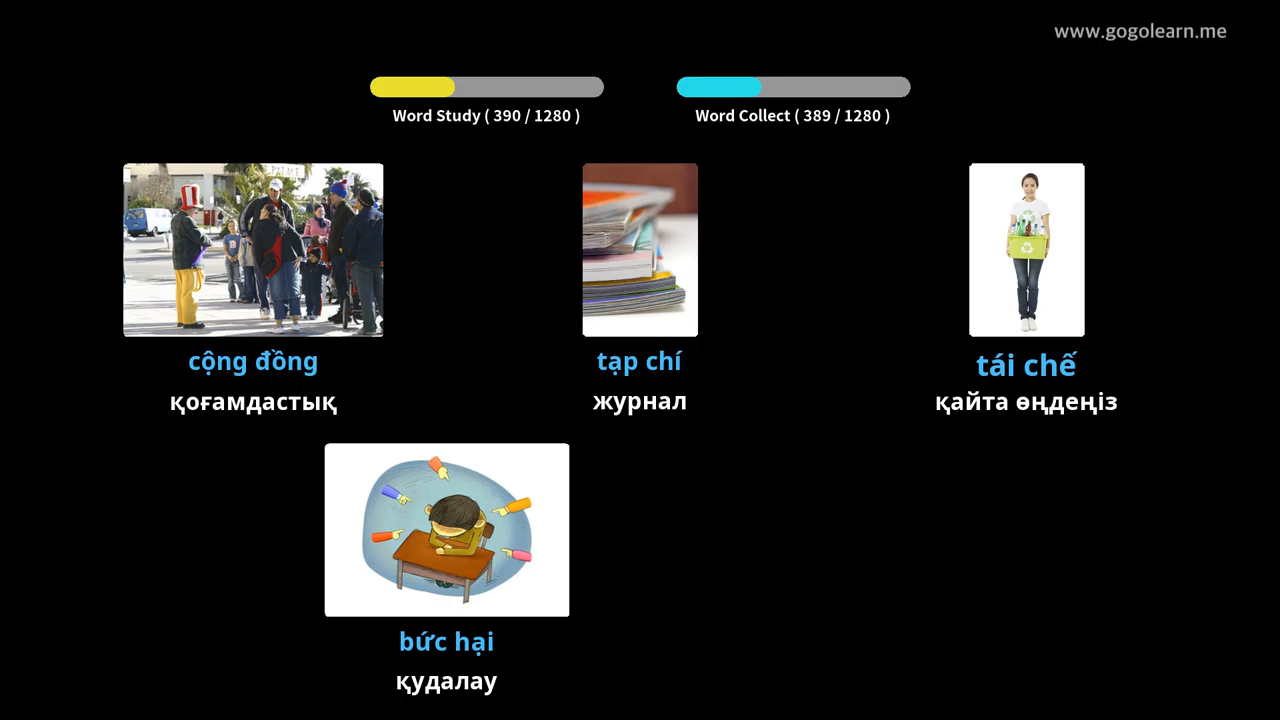 www.gogolearn.me
Word Study ( 390 / 1280 )
Word Collect ( 389 / 1280 )
cộng đồng
қоғамдастық
tạp chí
журнал
tái chế
қайта өңдеңіз
bức hại
қудалау